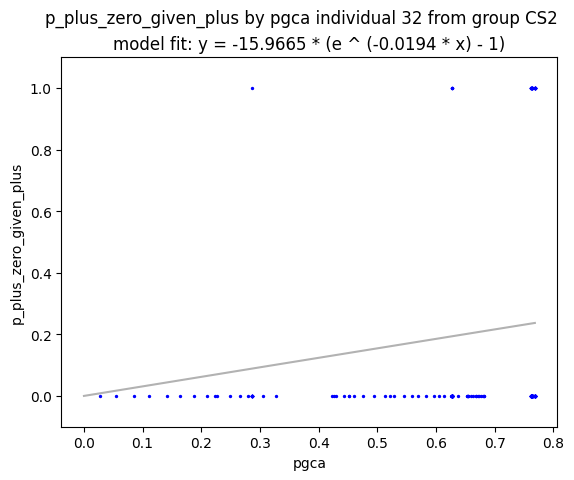 p_plus_zero_given_plus by pgca individual 32 from group CS2
model fit: y = -15.9665 * (e ^ (-0.0194 * x) - 1)
1.0
0.8
0.6
0.4
0.2
0.0
p_plus_zero_given_plus
0.0 0.1 0.2 0.3 0.4 0.5 0.6 0.7 0.8
pgca